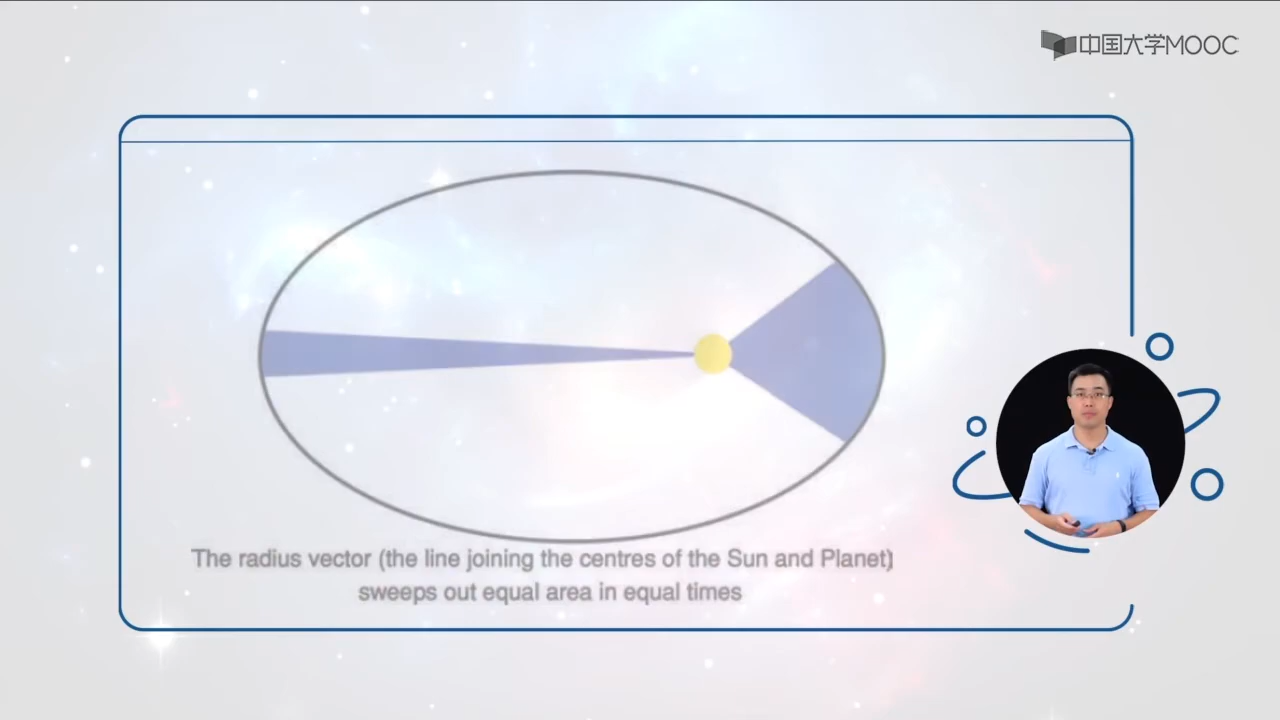 中国大学MOOC
The radius vector (the line joining the centres of the Sun and Planet)
sweeps out equal area in equal times